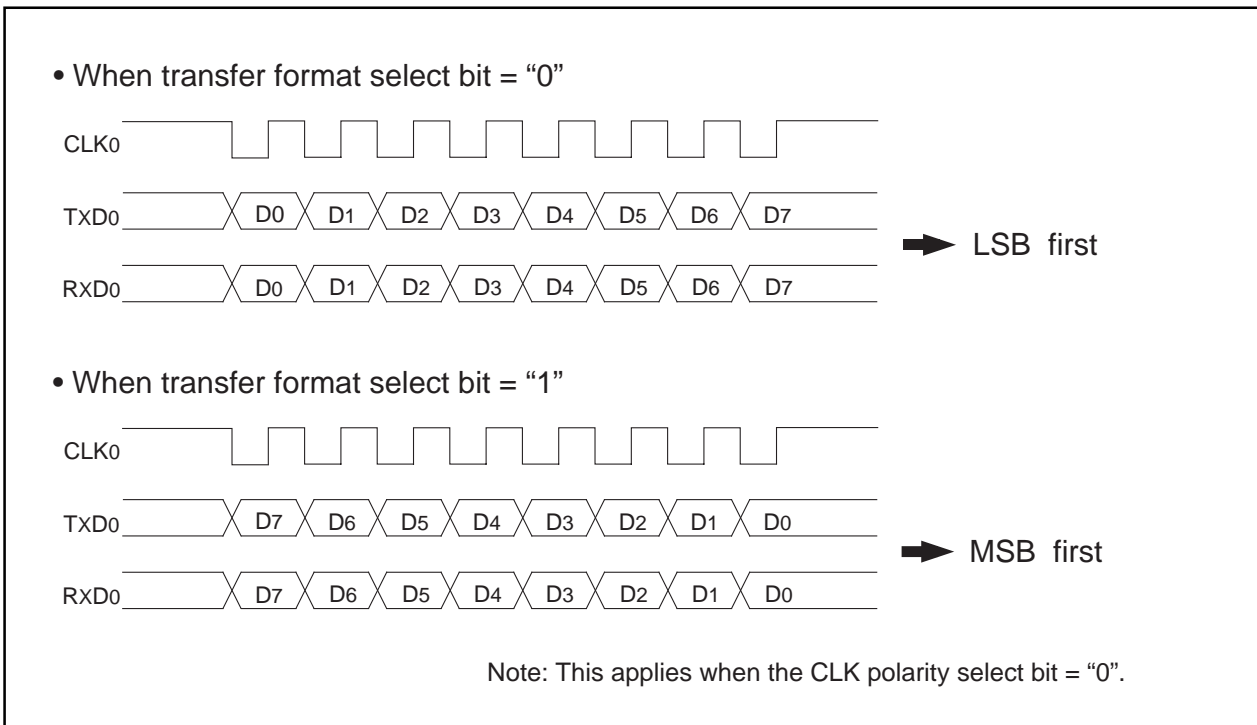 • When transfer format select bit = “0”
CLK0
TXD0 D0 D1 D2 D3 D4 D5 D6 D7
LSB first
RXD0 D0 D1 D2 D3 D4 D5 D6 D7
• When transfer format select bit = “1”
CLK0
TXD0 D7 D6 D5 D4 D3 D2 D1 D0
MSB first
RXD0 D7 D6 D5 D4 D3 D2 D1 D0
Note: This applies when the CLK polarity select bit = “0”.